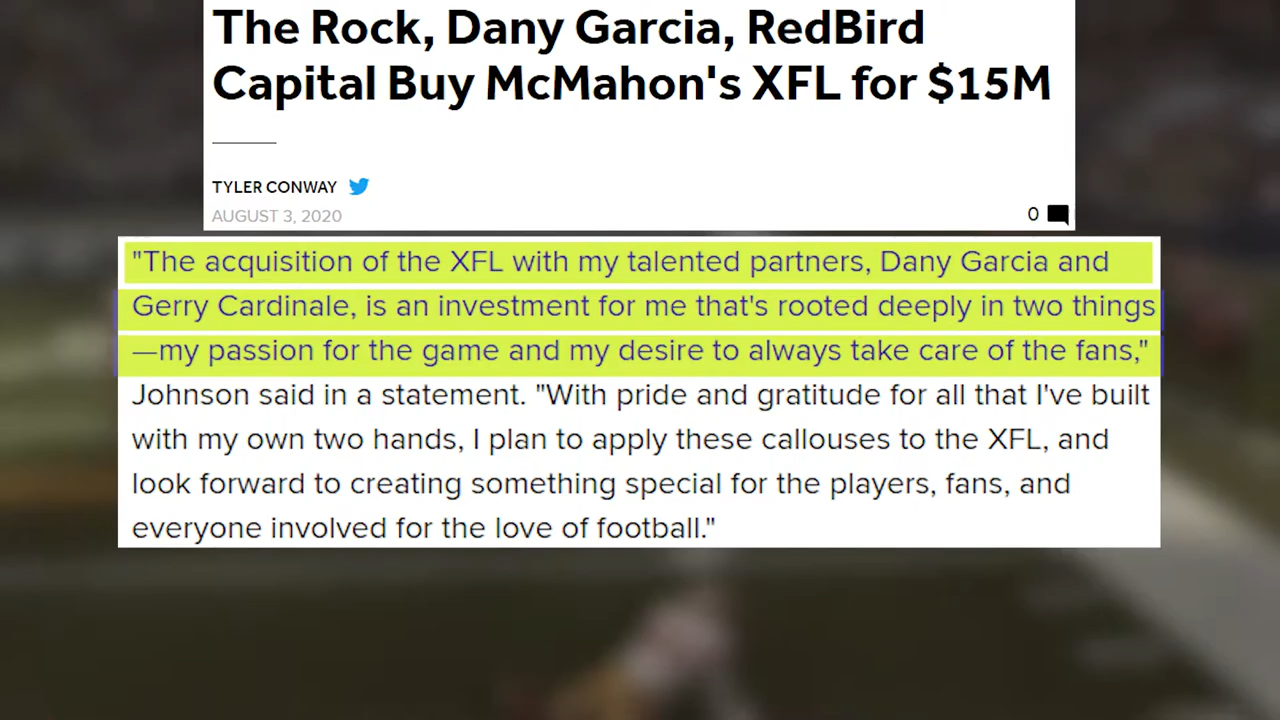 The Rock, Dany Garcia, RedBird
Capital Buy McMahon's XFL for $15M
TYLER CONWAY
AUGUST 3, 2020
0
"The acquisition of the XFL with my talented partners, Dany Garcia and
Gerry Cardinale, is an investment for me that's rooted deeply in two things
—my passion for the game and my desire to always take care of the fans,"
Johnson said in a statement. "With pride and gratitude for all that I've built
with my own two hands, I plan to apply these callouses to the XFL, and
look forward to creating something special for the players, fans, and
everyone involved for the love of football."